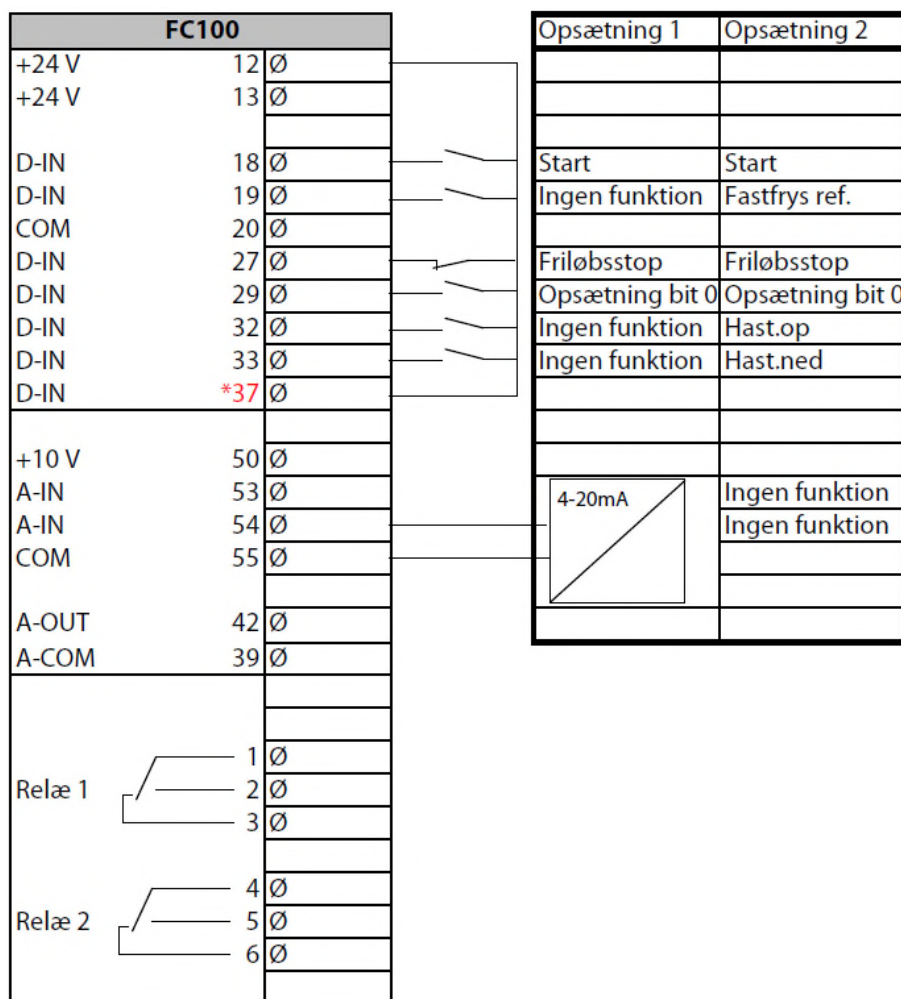 FC100 Opsætning 1 Opsætning 2
+24 V 12 Ø
+24 V 13 Ø
D-IN 18 Ø Start Start
D-IN 19 Ø Ingen funktion Fastfrys ref.
COM 20 Ø
D-IN 27 Ø Friløbsstop Friløbsstop
D-IN 29 Ø Opsætning bit 0 Opsætning bit 0
D-IN 32 Ø Ingen funktion Hast.op
D-IN 33 Ø Ingen funktion Hast.ned
D-IN *37 Ø
+10 V 50 Ø
A-IN 53 Ø 4-20mA Ingen funktion
A-IN 54 Ø Ingen funktion
COM 55 Ø
A-OUT 42 Ø
A-COM 39 Ø
1 Ø
Relæ 1 2 Ø
3 Ø
4 Ø
Relæ 2 5 Ø
6 Ø